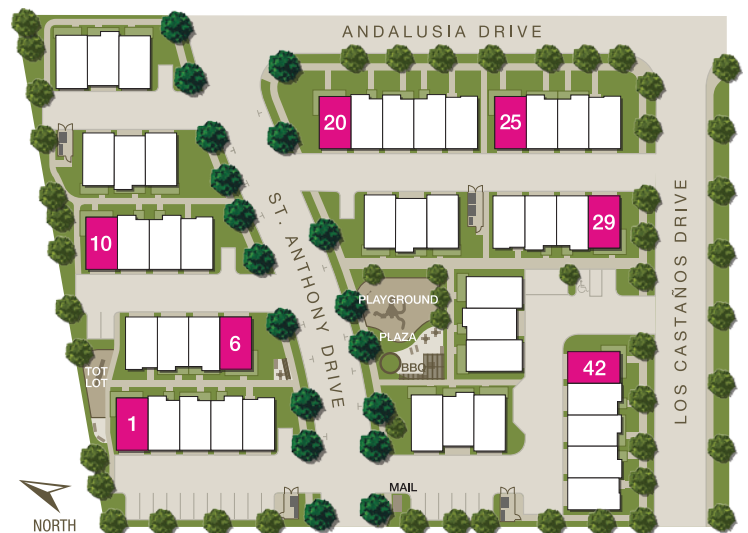 ANDALUSIA DRIVE
20
25
ST. ANTHONY DRIVE
LOS CASTAÑOS DRIVE
29
10
PLAYGROUND
PLAZA
6
BBQ
42
TOT
LOT
1
MAIL
NORTH